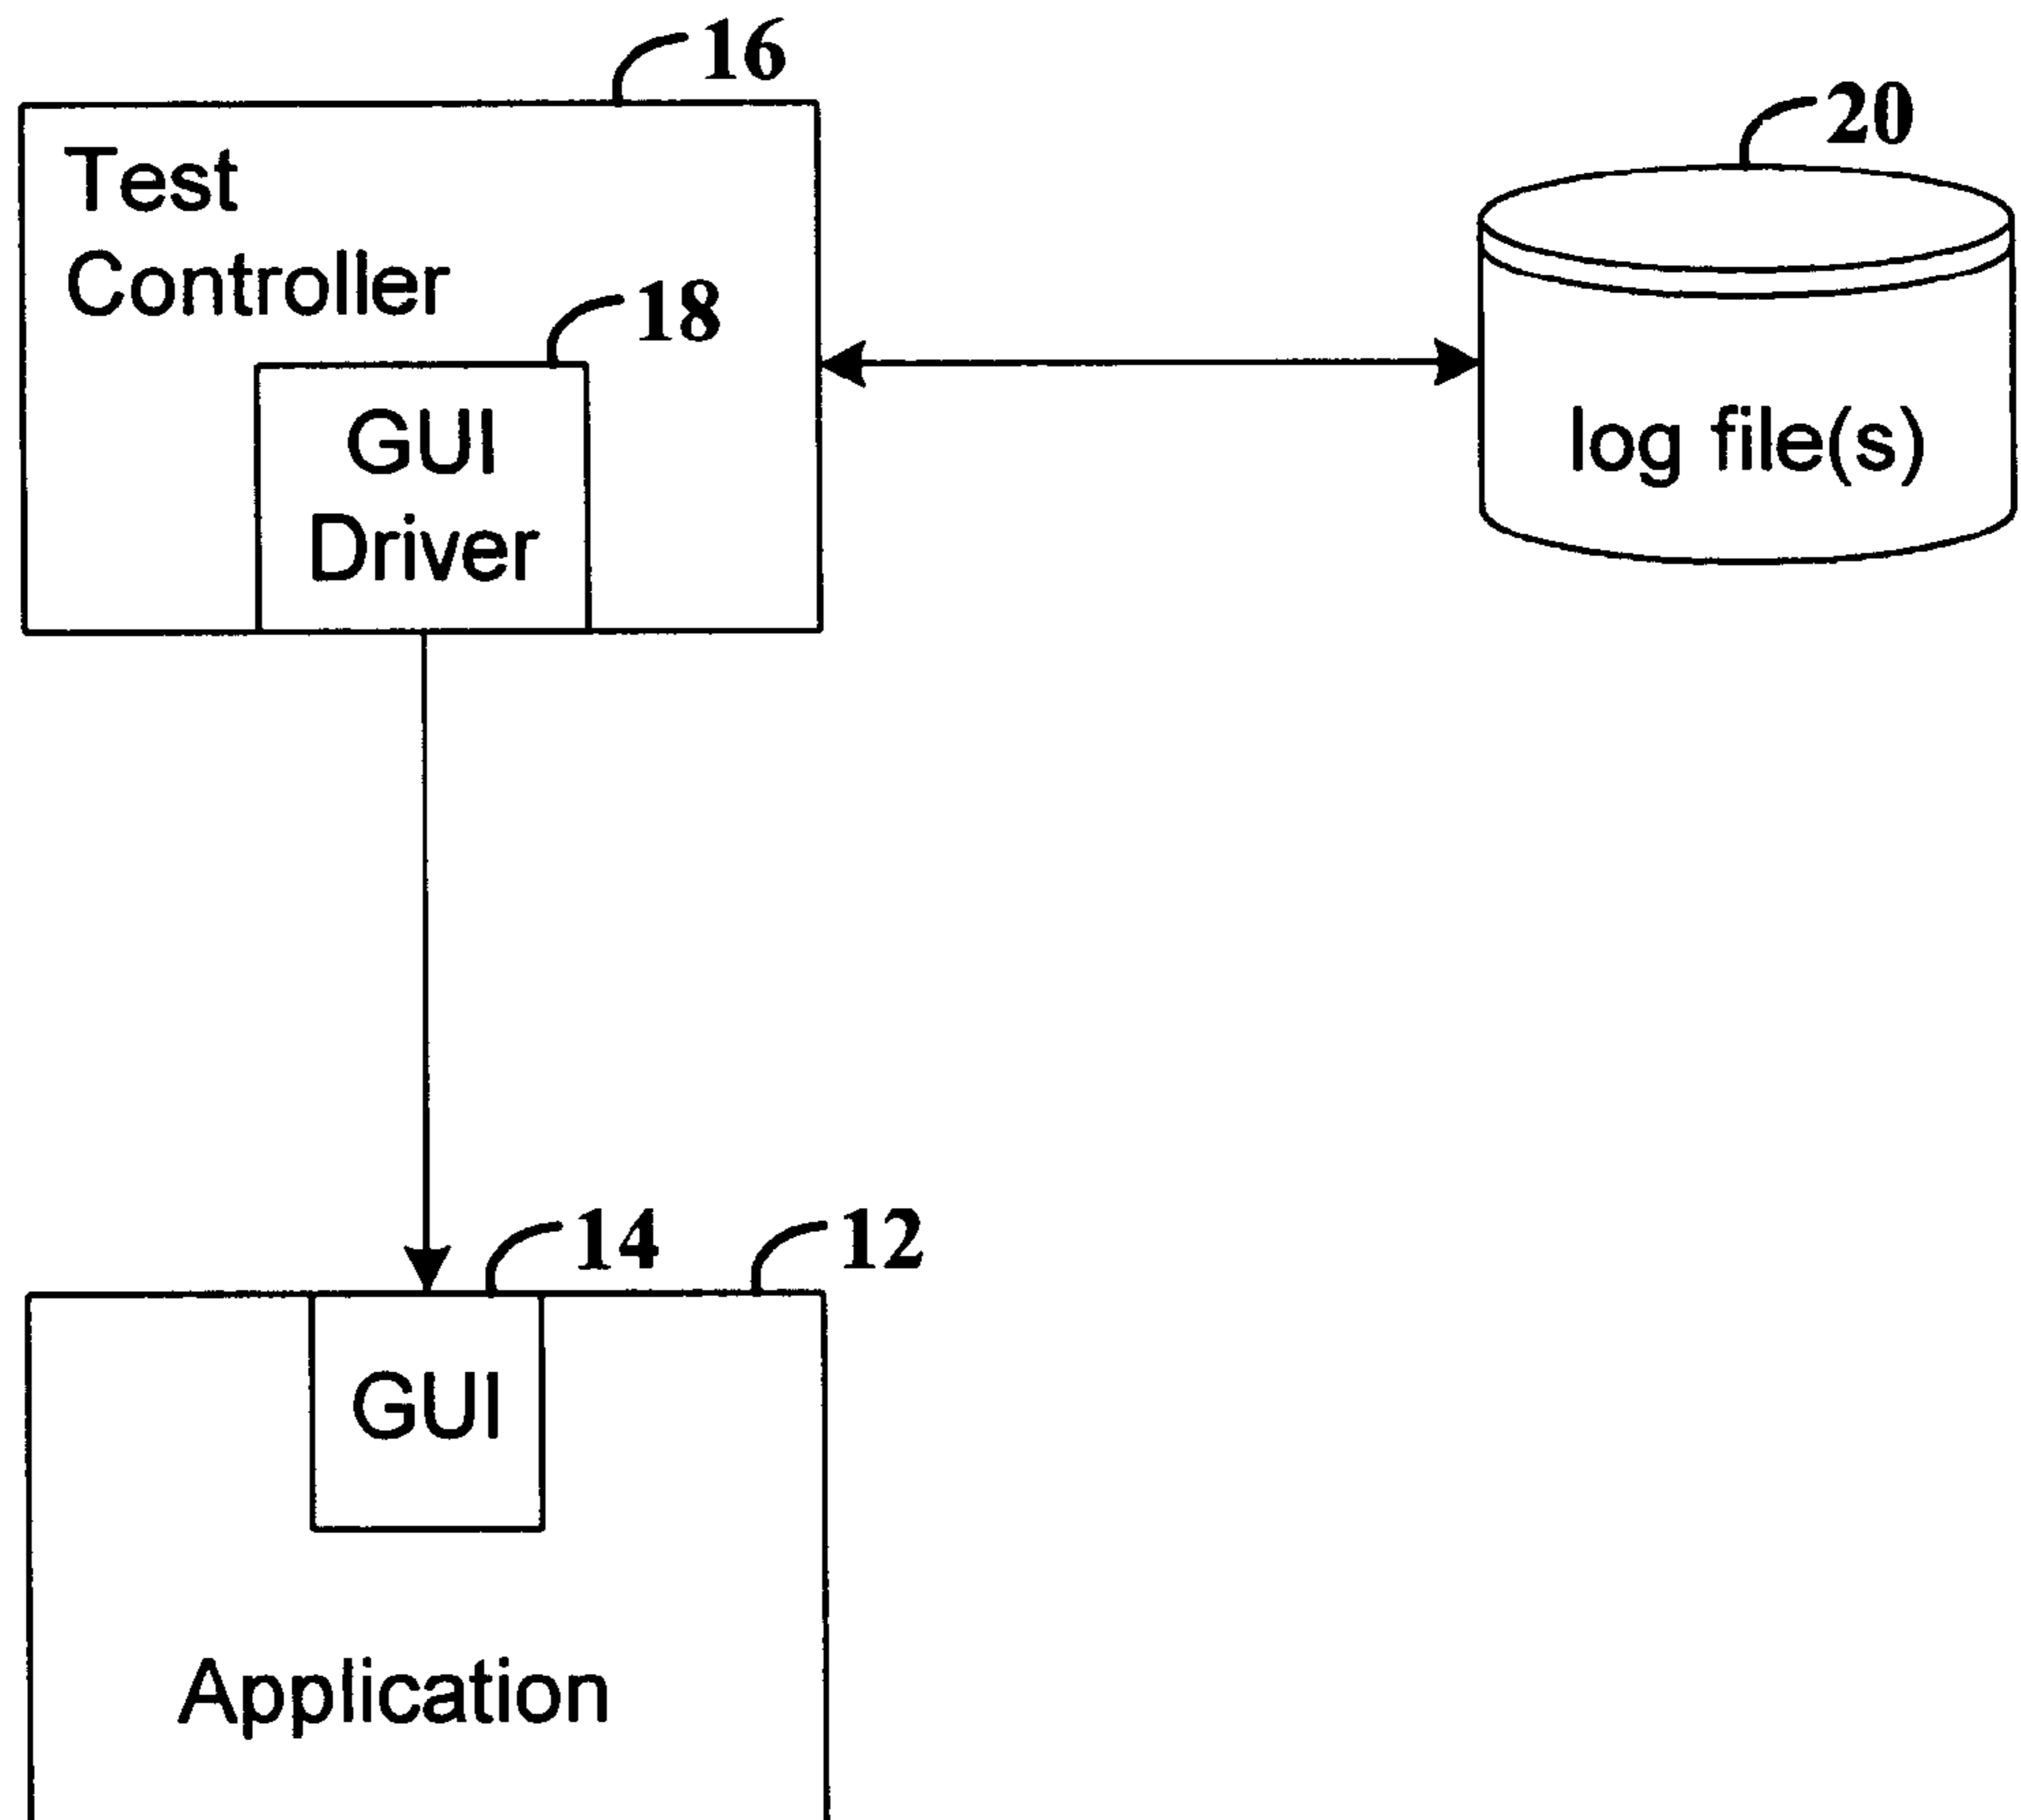 16
20
Test
Controller
18
GUI
Driver
log file(s)
14
12
GUI
Application